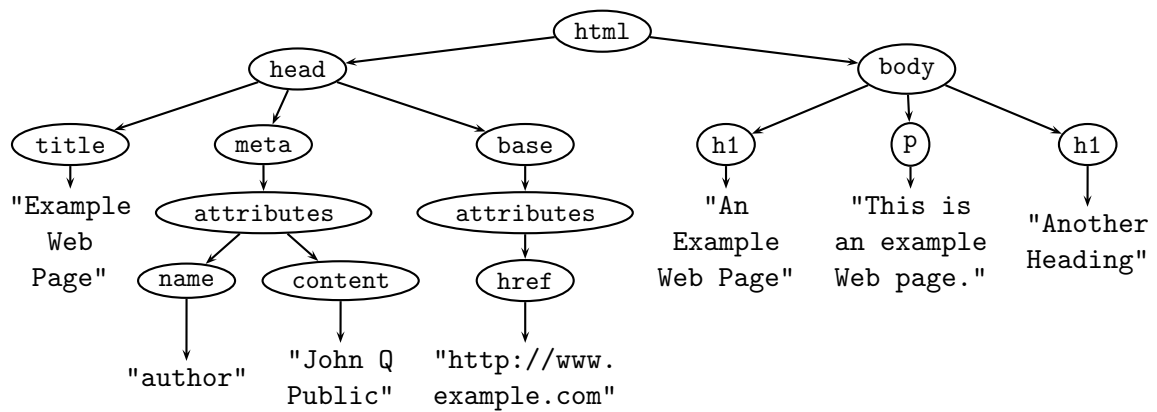 html
head
body
title
meta
base
h1
p
h1
"Example
Web
Page"
attributes
attributes
"An
Example
Web Page"
"This is
an example
Web page."
"Another
Heading"
name
content
href
"author"
"John Q
Public"
"http://www.
example.com"